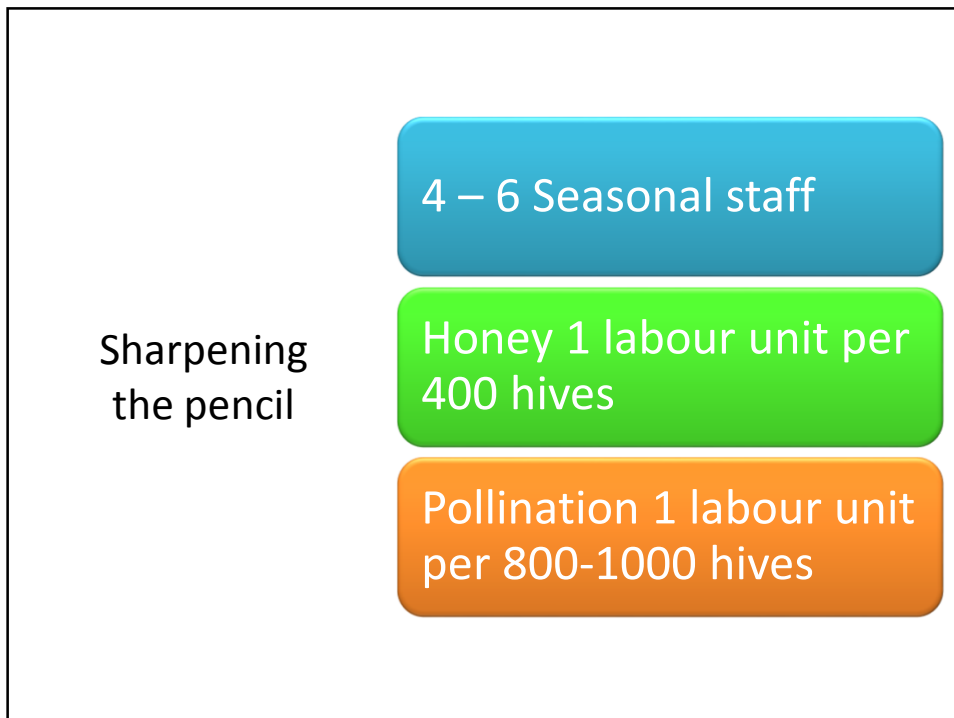 Sharpening
the pencil
4 – 6 Seasonal staff
Honey 1 labour unit per
400 hives
Pollination 1 labour unit
per 800-1000 hives